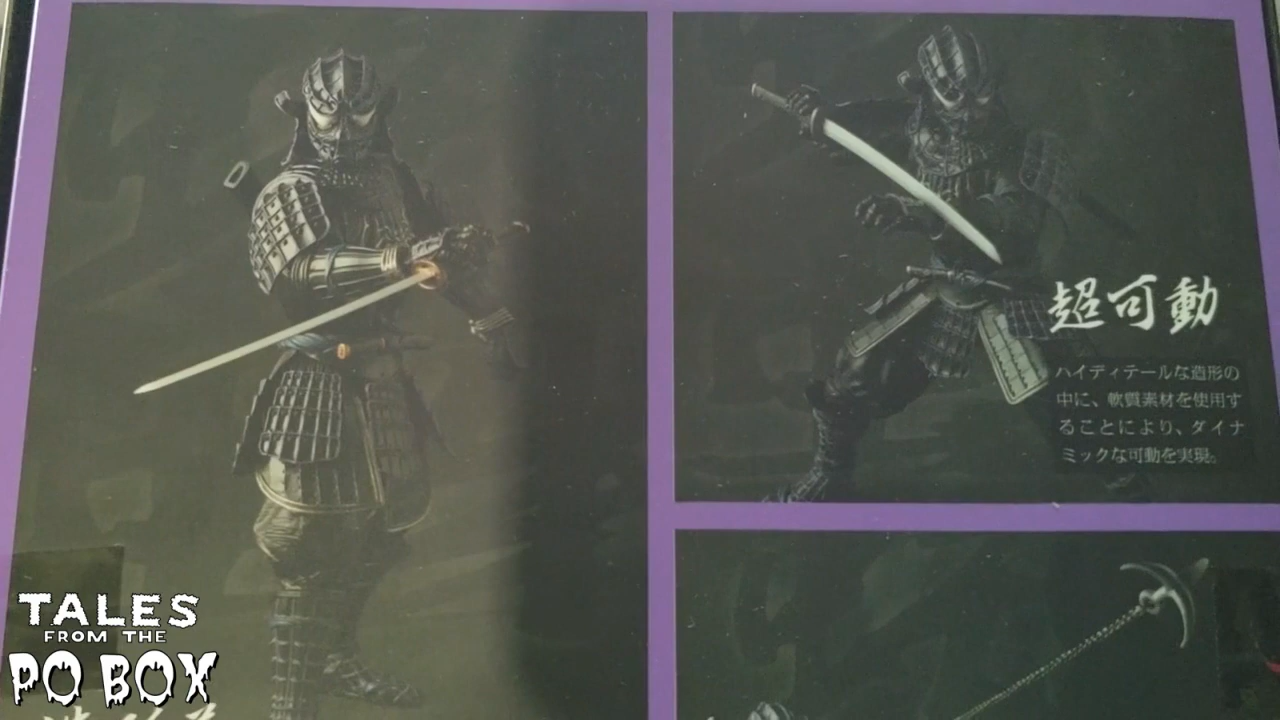 超可動
ハイディテールな造形の
中に、軟質素材を使用す
ることにより、ダイナ
ミックな可動を実現。
TALES
FROM THE
PO BOX